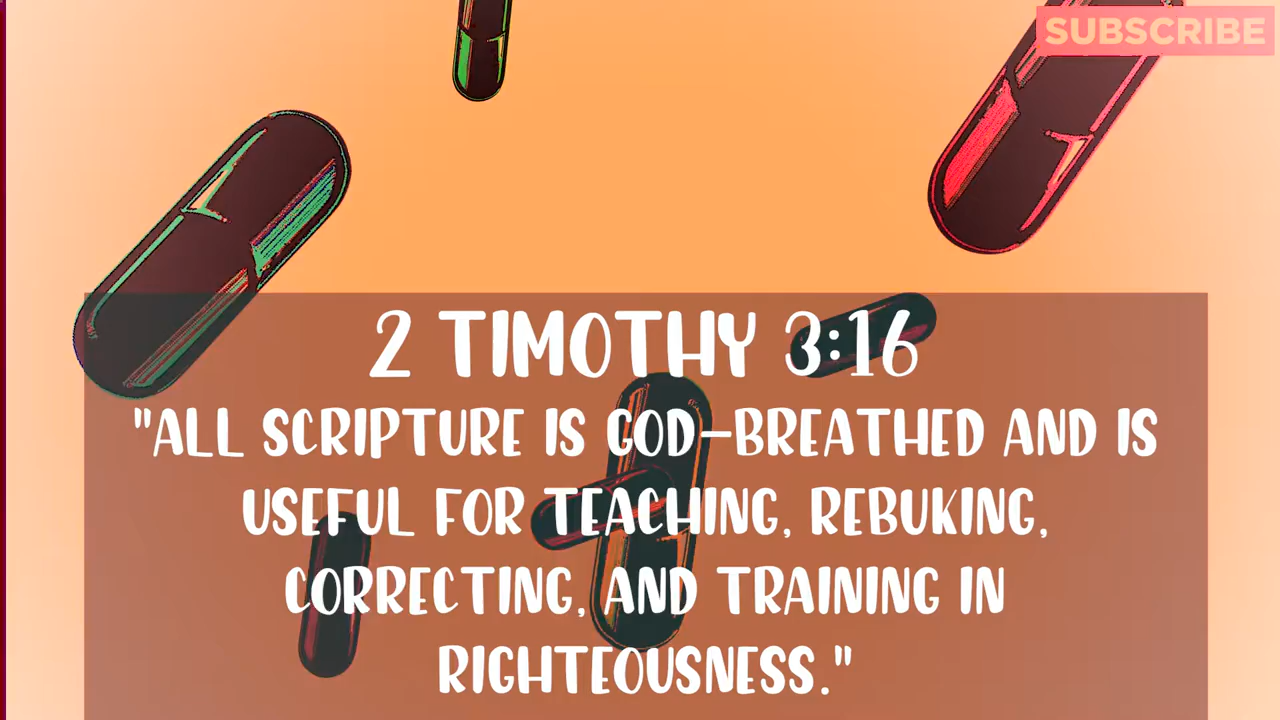 SUBSCRIBE
2 TIMOTHY 3:16
"ALL SCRIPTURE IS GOD-BREATHED AND IS
USEFUL FOR TEACHING, REBUKING,
CORRECTING, AND TRAINING IN
RIGHTEOUSNESS."